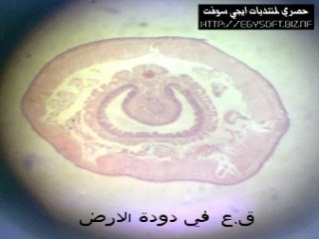 حصري لمنتديات ايجي سوفت
HTTP://EGYSOFT.BIZ.NF
ق.ع في دودة الارض